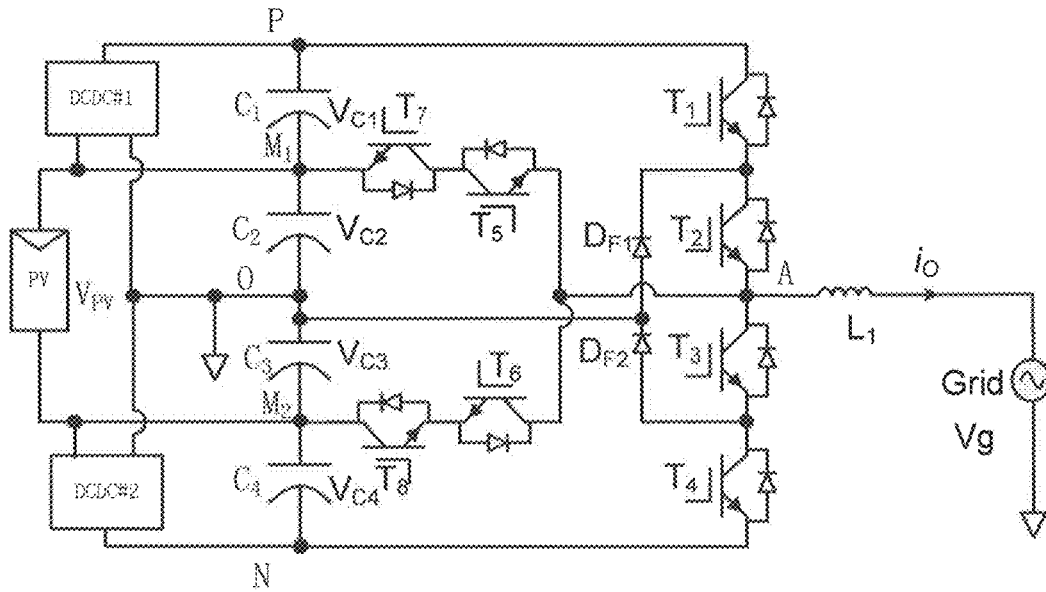 P
DCDC#1
C1
VC1
T7
T1
M1
T5
C2
VC2
DF1
T2
PV
VPV
O
A
iO
L1
C3
VC3
DF2
T3
T6
Grid
M2
Vg
DCDC#2
C4
VC4
T8
T4
N